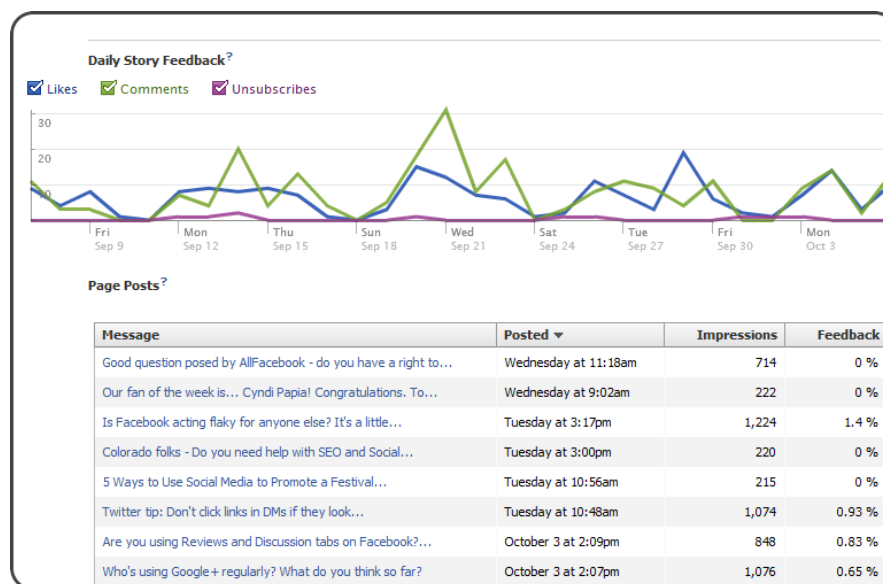 Daily Story Feedback?
Likes Comments Unsubscribes
30
20
10
Fri Mon Thu Sun Wed Sat Tue Fri Mon
Sep 9 Sep 12 Sep 15 Sep 18 Sep 21 Sep 24 Sep 27 Sep 30 Oct 3
Page Posts?
Message Posted Impressions Feedback
Good question posed by AllFacebook - do you have a right to... Wednesday at 11:18am 714 0 %
Our fan of the week is... Cyndi Papia! Congratulations. To... Wednesday at 9:02am 222 0 %
Is Facebook acting flaky for anyone else? It's a little... Tuesday at 3:17pm 1,224 1.4 %
Colorado folks - Do you need help with SEO and Social... Tuesday at 3:00pm 220 0 %
5 Ways to Use Social Media to Promote a Festival... Tuesday at 10:56am 215 0 %
Twitter tip: Don't click links in DMs if they look... Tuesday at 10:48am 1,074 0.93 %
Are you using Reviews and Discussion tabs on Facebook?... October 3 at 2:09pm 848 0.83 %
Who's using Google+ regularly? What do you think so far? October 3 at 2:07pm 1,076 0.65 %